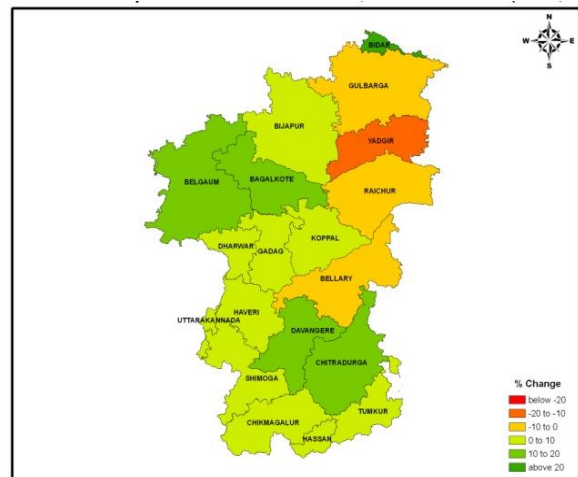 N
W E
S
BIDAR
GULBARGA
BIJAPUR
YADGIR
BELGAUM
BAGALKOTE
RAICHUR
KOPPAL
DHARWAR
GADAG
BELLARY
HAVERI
UTTARAKANNADA
DAVANGERE
CHITRADURGA
SHIMOGA
TUMKUR
CHIKMAGALUR
HASSAN
% Change
below -20
-20 to -10
-10 to 0
0 to 10
10 to 20
above 20